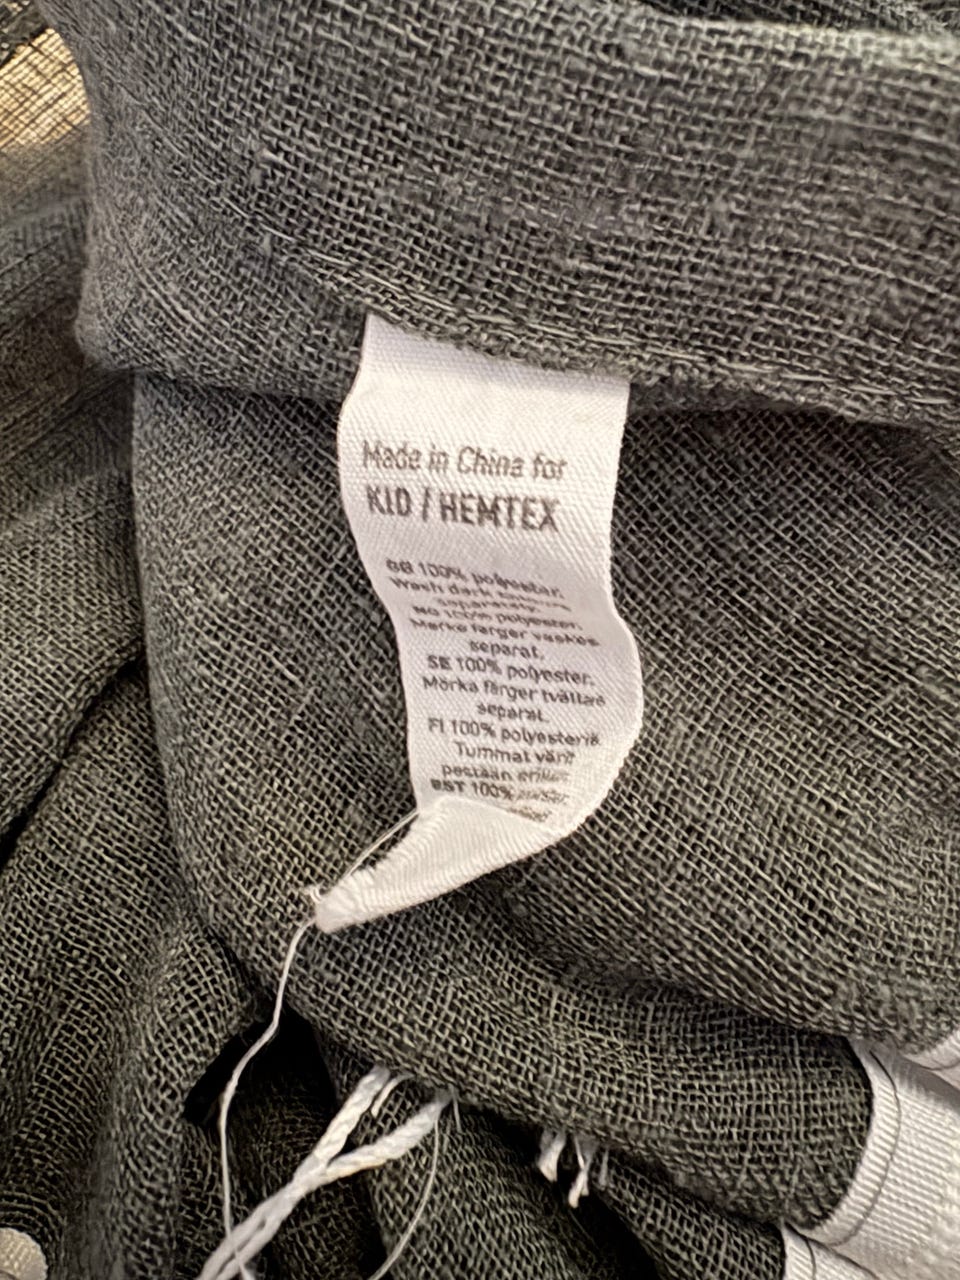 Made in China for
KID / HEMTEX
GB 100% polyester.
Wash dark
separately.
NO 100% polyester.
Mørke farger vaskes
separat.
SE 100% polyester.
Mörka färger tvättas
separat.
FI 100% polyesteriä.
Tummat värit
pestään
EST 100%